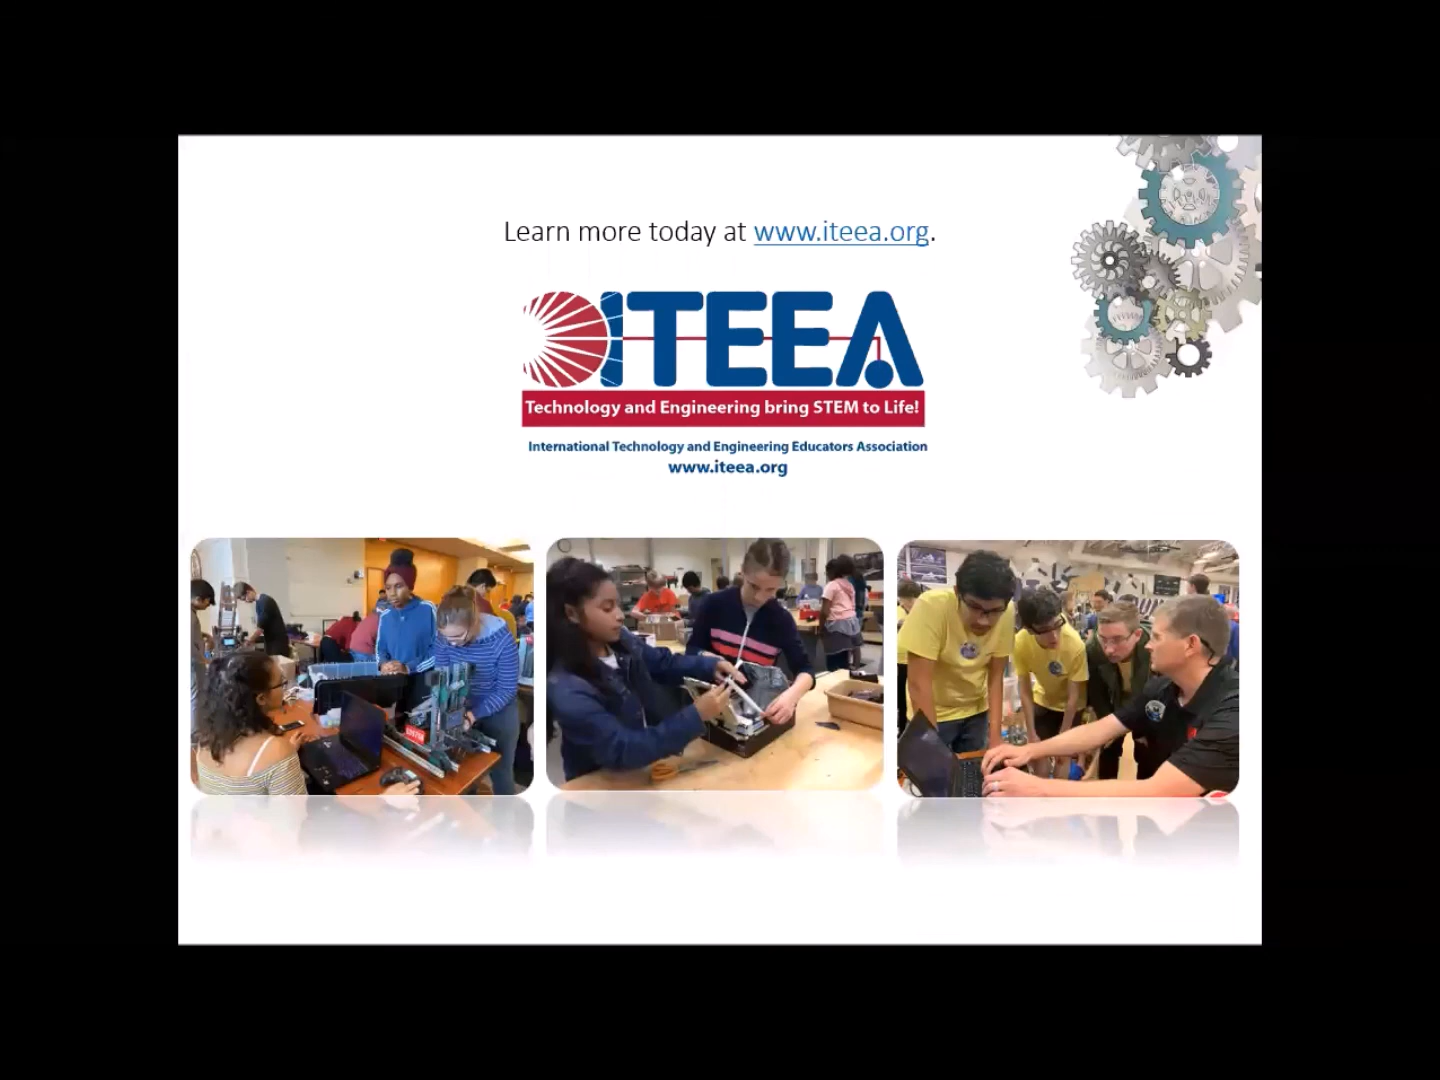 Learn more today at www.iteea.org.
ITEEA
Technology and Engineering bring STEM to Life!
International Technology and Engineering Educators Association
www.iteea.org